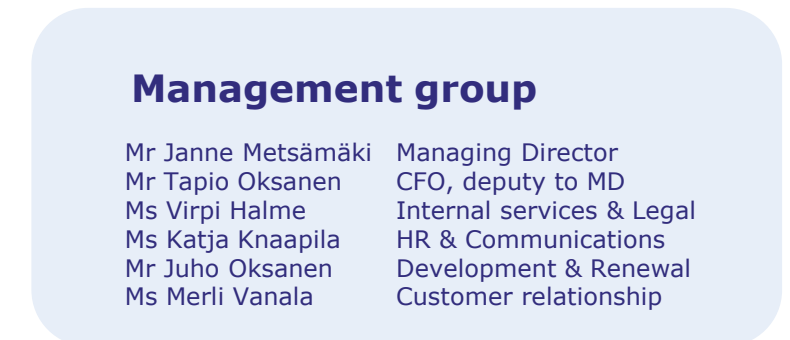 Management group
Mr Janne Metsämäki Managing Director
Mr Tapio Oksanen CFO, deputy to MD
Ms Virpi Halme Internal services & Legal
Ms Katja Knaapila HR & Communications
Mr Juho Oksanen Development & Renewal
Ms Merli Vanala Customer relationship